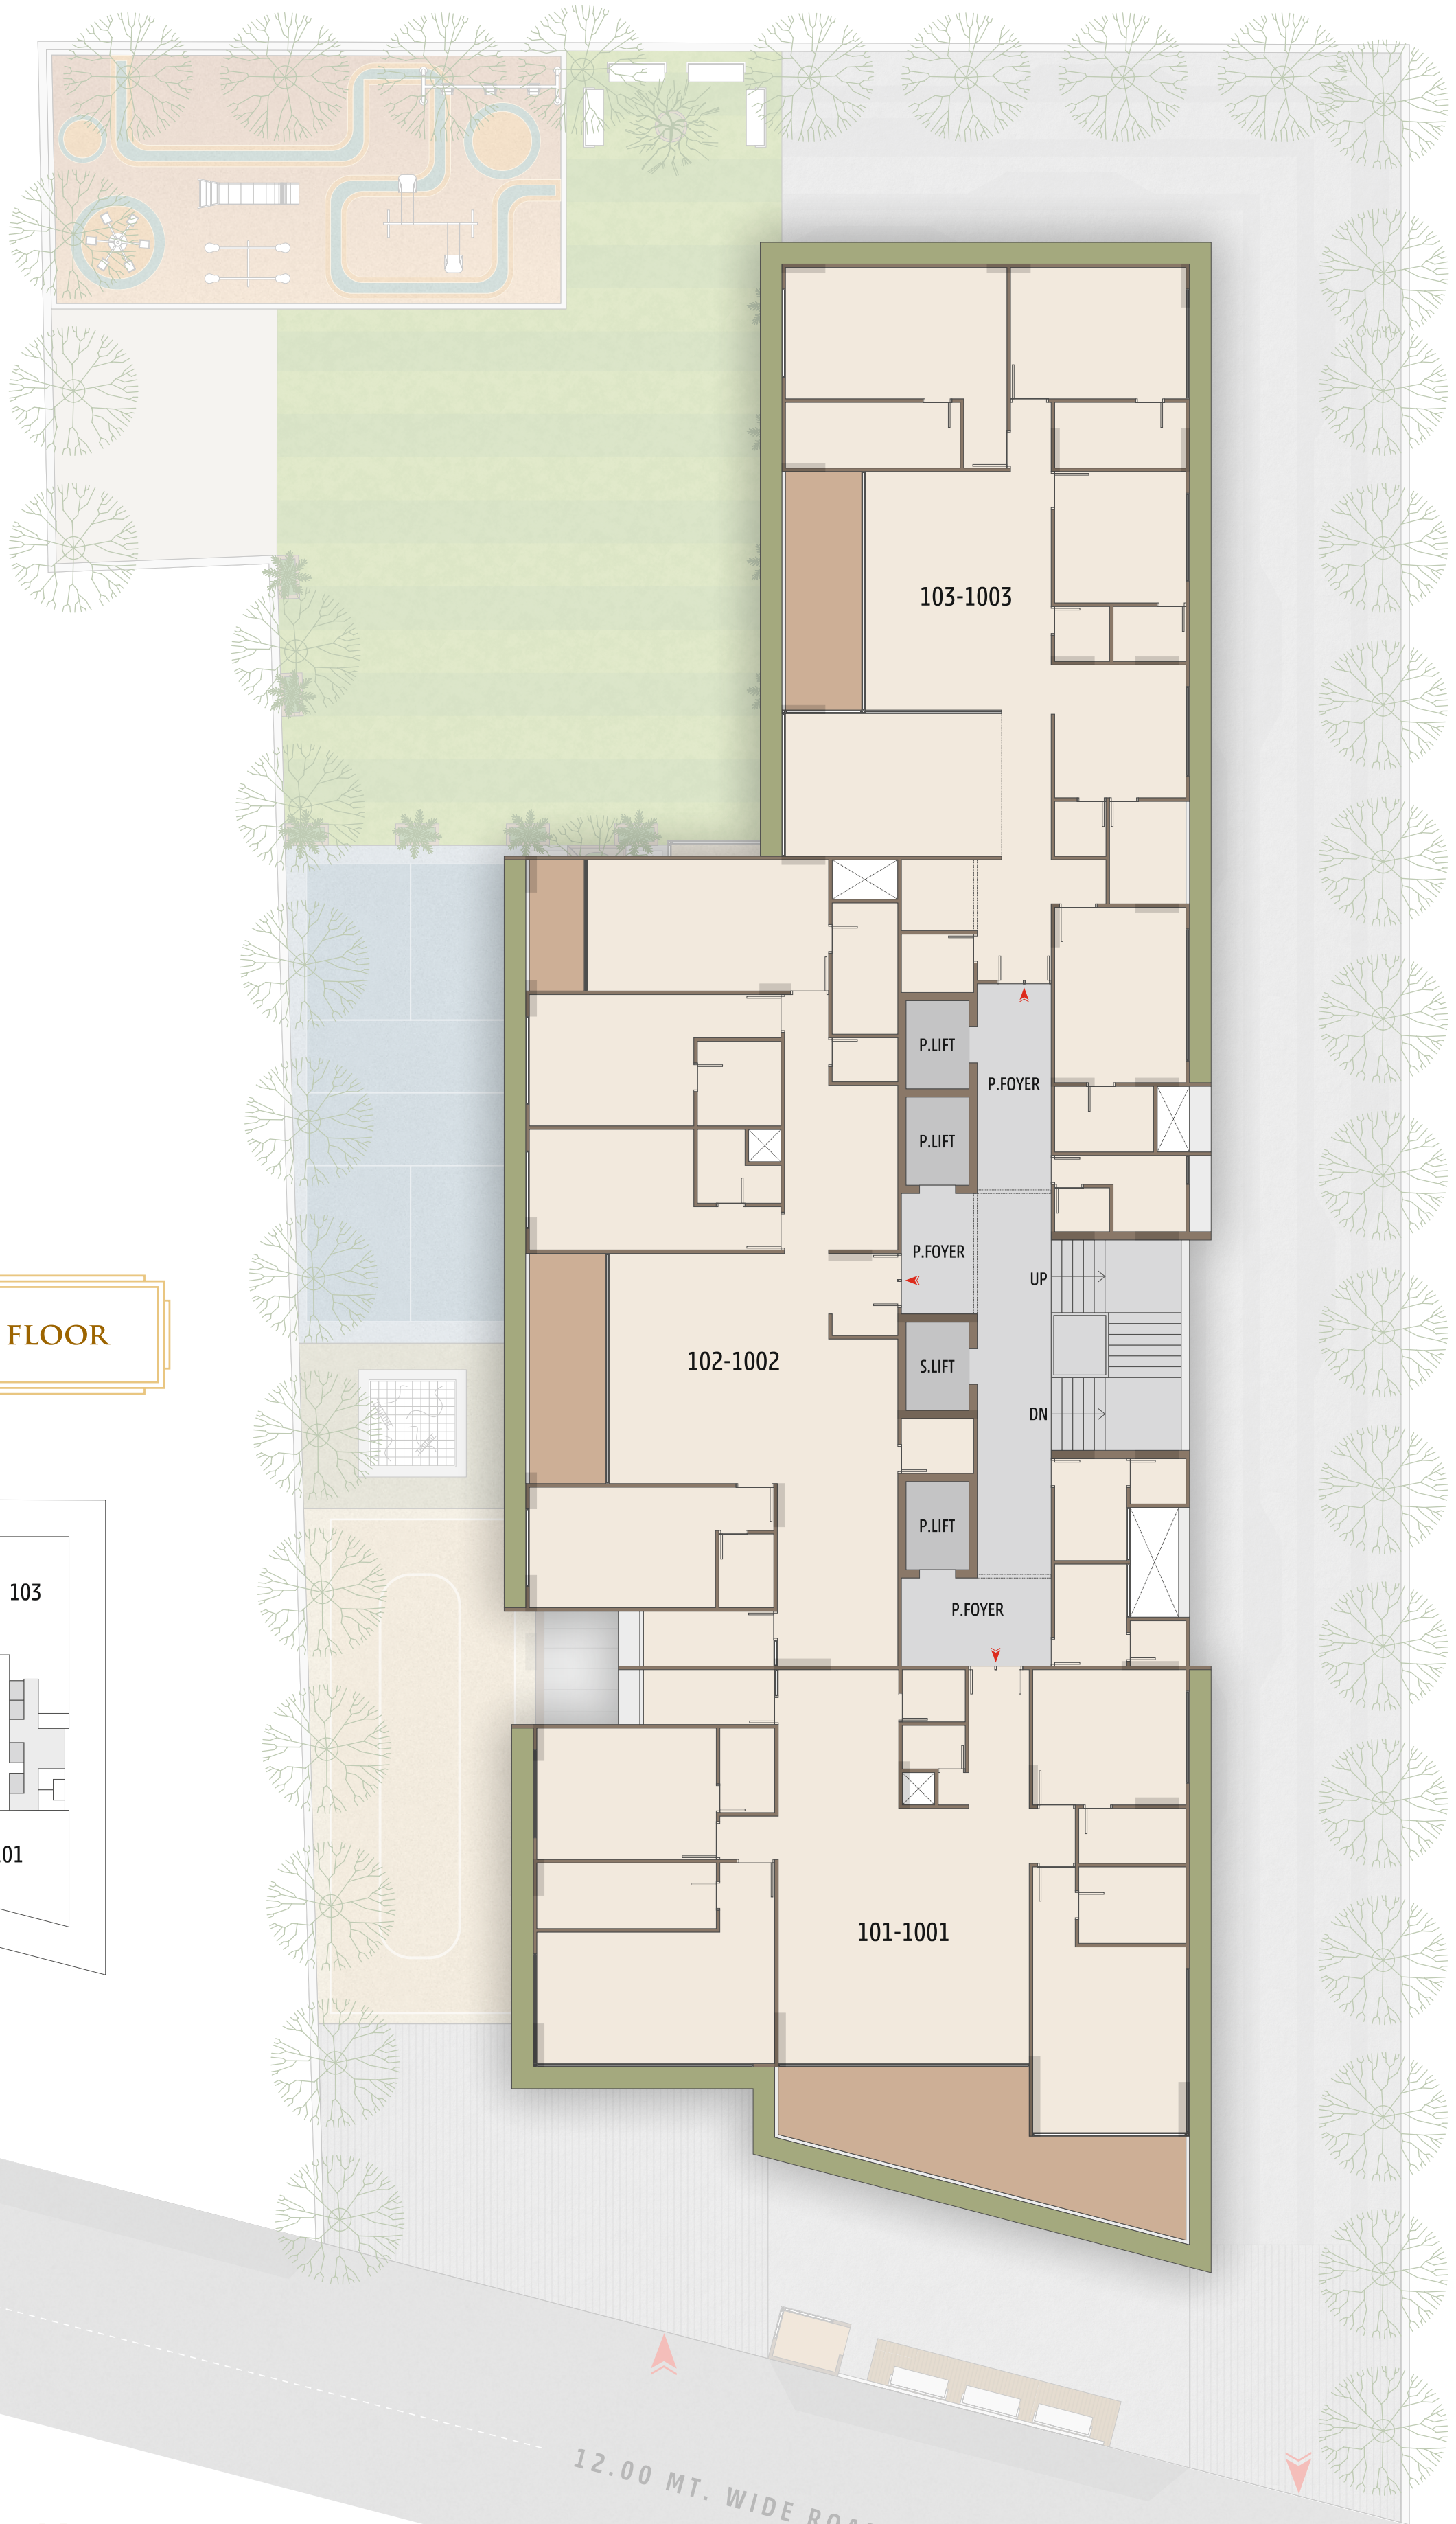 103-1003
P.LIFT
P.FOYER
P.LIFT
P.FOYER
UP
FLOOR
102-1002
S.LIFT
DN
P.LIFT
103
P.FOYER
01
101-1001
12.00 MT. WIDE